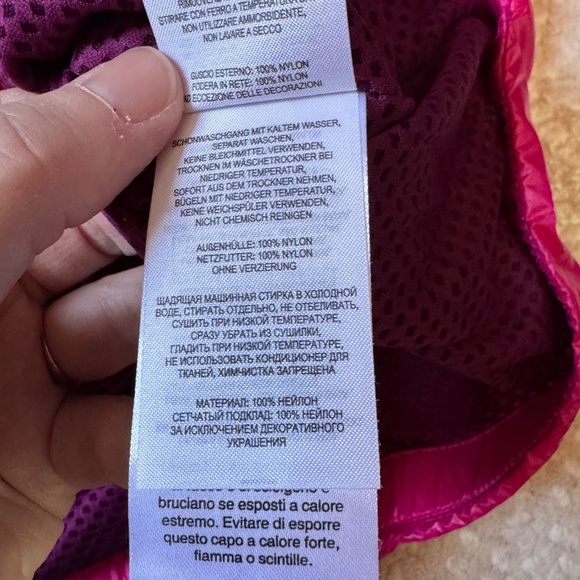 STIRARE CON FERRO A TEMPERATURA
NON UTILIZZARE AMMORBIDENTE,
NON LAVARE A SECCO
GUSCIO ESTERNO: 100% NYLON
FODERA IN RETE: 100% NYLON
AD ECCEZIONE DELLE DECORAZIONI
SCHONWASCHGANG MIT KALTEM WASSER,
SEPARAT WASCHEN,
KEINE BLEICHMITTEL VERWENDEN,
TROCKNEN IM WÄSCHETROCKNER BEI
NIEDRIGER TEMPERATUR,
SOFORT AUS DEM TROCKNER NEHMEN,
BÜGELN MIT NIEDRIGER TEMPERATUR,
KEINE WEICHSPÜLER VERWENDEN,
NICHT CHEMISCH REINIGEN
AUßENHÜLLE: 100% NYLON
NETZFUTTER: 100% NYLON
OHNE VERZIERUNG
ЩАДЯЩАЯ МАШИННАЯ СТИРКА В ХОЛОДНОЙ
ВОДЕ, СТИРАТЬ ОТДЕЛЬНО, НЕ ОТБЕЛИВАТЬ,
СУШИТЬ ПРИ НИЗКОЙ ТЕМПЕРАТУРЕ,
СРАЗУ УБРАТЬ ИЗ СУШИЛКИ,
ГЛАДИТЬ ПРИ НИЗКОЙ ТЕМПЕРАТУРЕ,
НЕ ИСПОЛЬЗОВАТЬ КОНДИЦИОНЕР ДЛЯ
ТКАНЕЙ, ХИМЧИСТКА ЗАПРЕЩЕНА
МАТЕРИАЛ: 100% НЕЙЛОН
СЕТЧАТЫЙ ПОДКЛАД: 100% НЕЙЛОН
ЗА ИСКЛЮЧЕНИЕМ ДЕКОРАТИВНОГО
УКРАШЕНИЯ
bruciano se esposti a calore
estremo. Evitare di esporre
questo capo a calore forte,
fiamma o scintille.